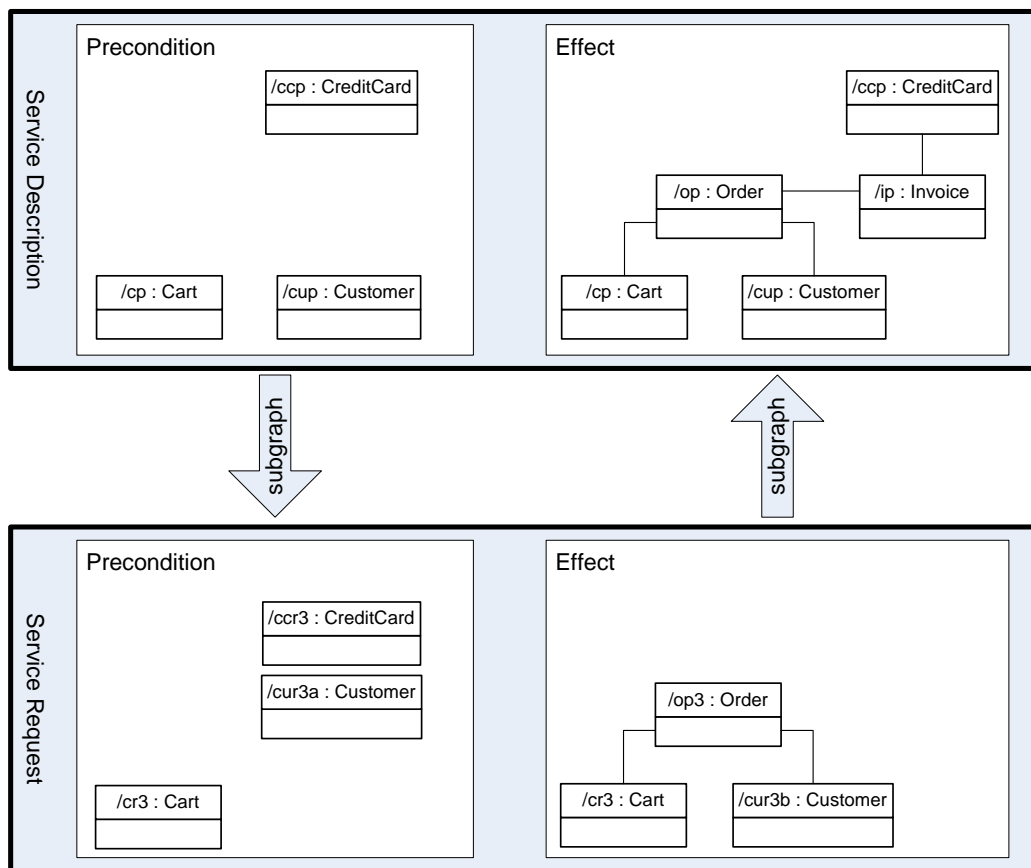 Service Description
Precondition
/ccp : CreditCard
/cp : Cart
/cup : Customer
Effect
/ccp : CreditCard
/op : Order
/ip : Invoice
/cp : Cart
/cup : Customer
subgraph
subgraph
Service Request
Precondition
/ccr3 : CreditCard
/cur3a : Customer
/cr3 : Cart
Effect
/op3 : Order
/cr3 : Cart
/cur3b : Customer